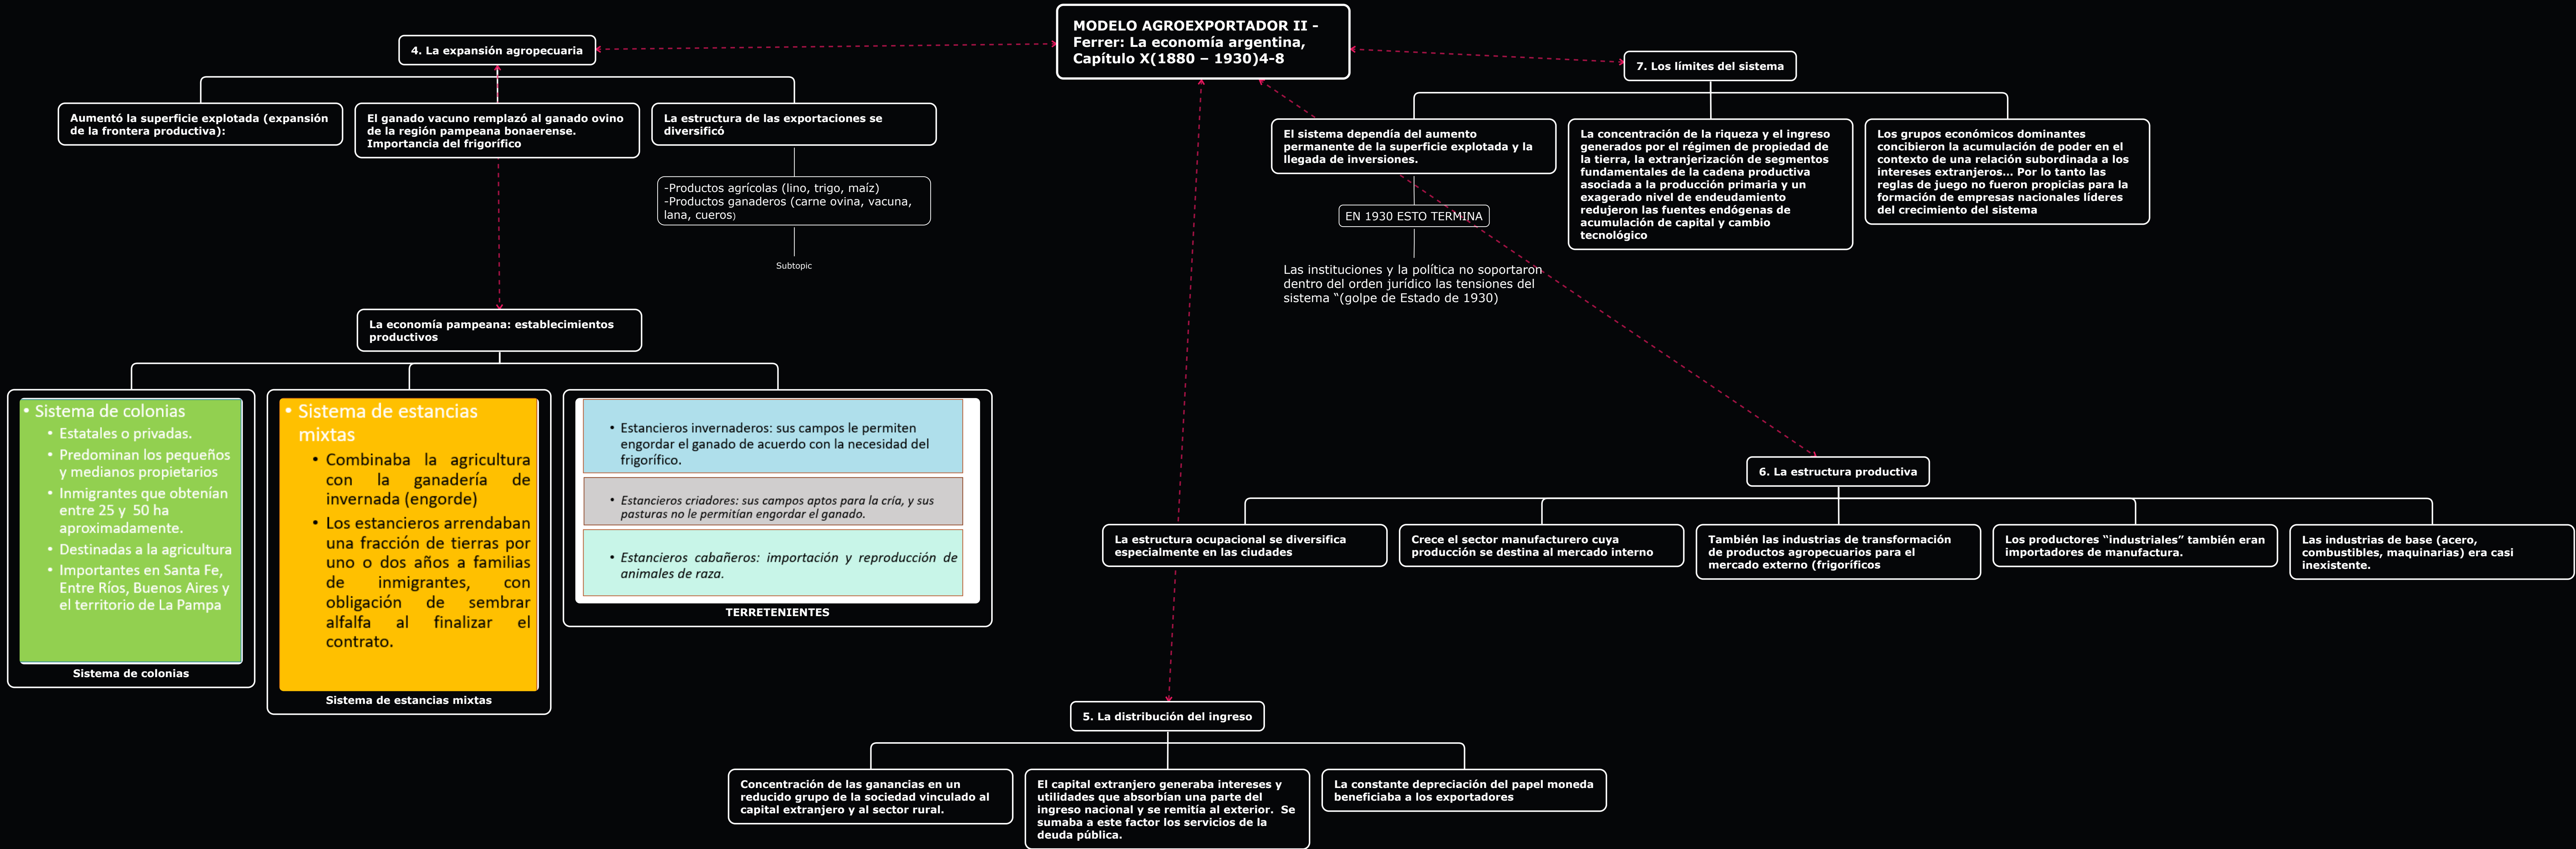 MODELO AGROEXPORTADOR II -
Ferrer: La economía argentina,
Capítulo X(1880 – 1930)4-8
4. La expansión agropecuaria
Aumentó la superficie explotada (expansión
de la frontera productiva):
El ganado vacuno remplazó al ganado ovino
de la región pampeana bonaerense.
Importancia del frigorífico
La estructura de las exportaciones se
diversificó
-Productos agrícolas (lino, trigo, maíz)
-Productos ganaderos (carne ovina, vacuna,
lana, cueros)
Subtopic
La economía pampeana: establecimientos
productivos
• Sistema de colonias
• Estatales o privadas.
• Predominan los pequeños
y medianos propietarios
• Inmigrantes que obtenían
entre 25 y 50 ha
aproximadamente.
• Destinadas a la agricultura
• Importantes en Santa Fe,
Entre Ríos, Buenos Aires y
el territorio de La Pampa
Sistema de colonias
• Sistema de estancias
mixtas
• Combinaba la agricultura
con la ganadería de
invernada (engorde)
• Los estancieros arrendaban
una fracción de tierras por
uno o dos años a familias
de inmigrantes, con
obligación de sembrar
alfalfa al finalizar el
contrato.
Sistema de estancias mixtas
• Estancieros invernaderos: sus campos le permiten
engordar el ganado de acuerdo con la necesidad del
frigorífico.
• Estancieros criadores: sus campos aptos para la cría, y sus
pasturas no le permitían engordar el ganado.
• Estancieros cabañeros: importación y reproducción de
animales de raza.
TERRETENIENTES
7. Los límites del sistema
El sistema dependía del aumento
permanente de la superficie explotada y la
llegada de inversiones.
EN 1930 ESTO TERMINA
Las instituciones y la política no soportaron
dentro del orden jurídico las tensiones del
sistema “(golpe de Estado de 1930)
La concentración de la riqueza y el ingreso
generados por el régimen de propiedad de
la tierra, la extranjerización de segmentos
fundamentales de la cadena productiva
asociada a la producción primaria y un
exagerado nivel de endeudamiento
redujeron las fuentes endógenas de
acumulación de capital y cambio
tecnológico
Los grupos económicos dominantes
concibieron la acumulación de poder en el
contexto de una relación subordinada a los
intereses extranjeros... Por lo tanto las
reglas de juego no fueron propicias para la
formación de empresas nacionales líderes
del crecimiento del sistema
6. La estructura productiva
La estructura ocupacional se diversifica
especialmente en las ciudades
Crece el sector manufacturero cuya
producción se destina al mercado interno
También las industrias de transformación
de productos agropecuarios para el
mercado externo (frigoríficos
Los productores “industriales” también eran
importadores de manufactura.
Las industrias de base (acero,
combustibles, maquinarias) era casi
inexistente.
5. La distribución del ingreso
Concentración de las ganancias en un
reducido grupo de la sociedad vinculado al
capital extranjero y al sector rural.
El capital extranjero generaba intereses y
utilidades que absorbían una parte del
ingreso nacional y se remitía al exterior. Se
sumaba a este factor los servicios de la
deuda pública.
La constante depreciación del papel moneda
beneficiaba a los exportadores